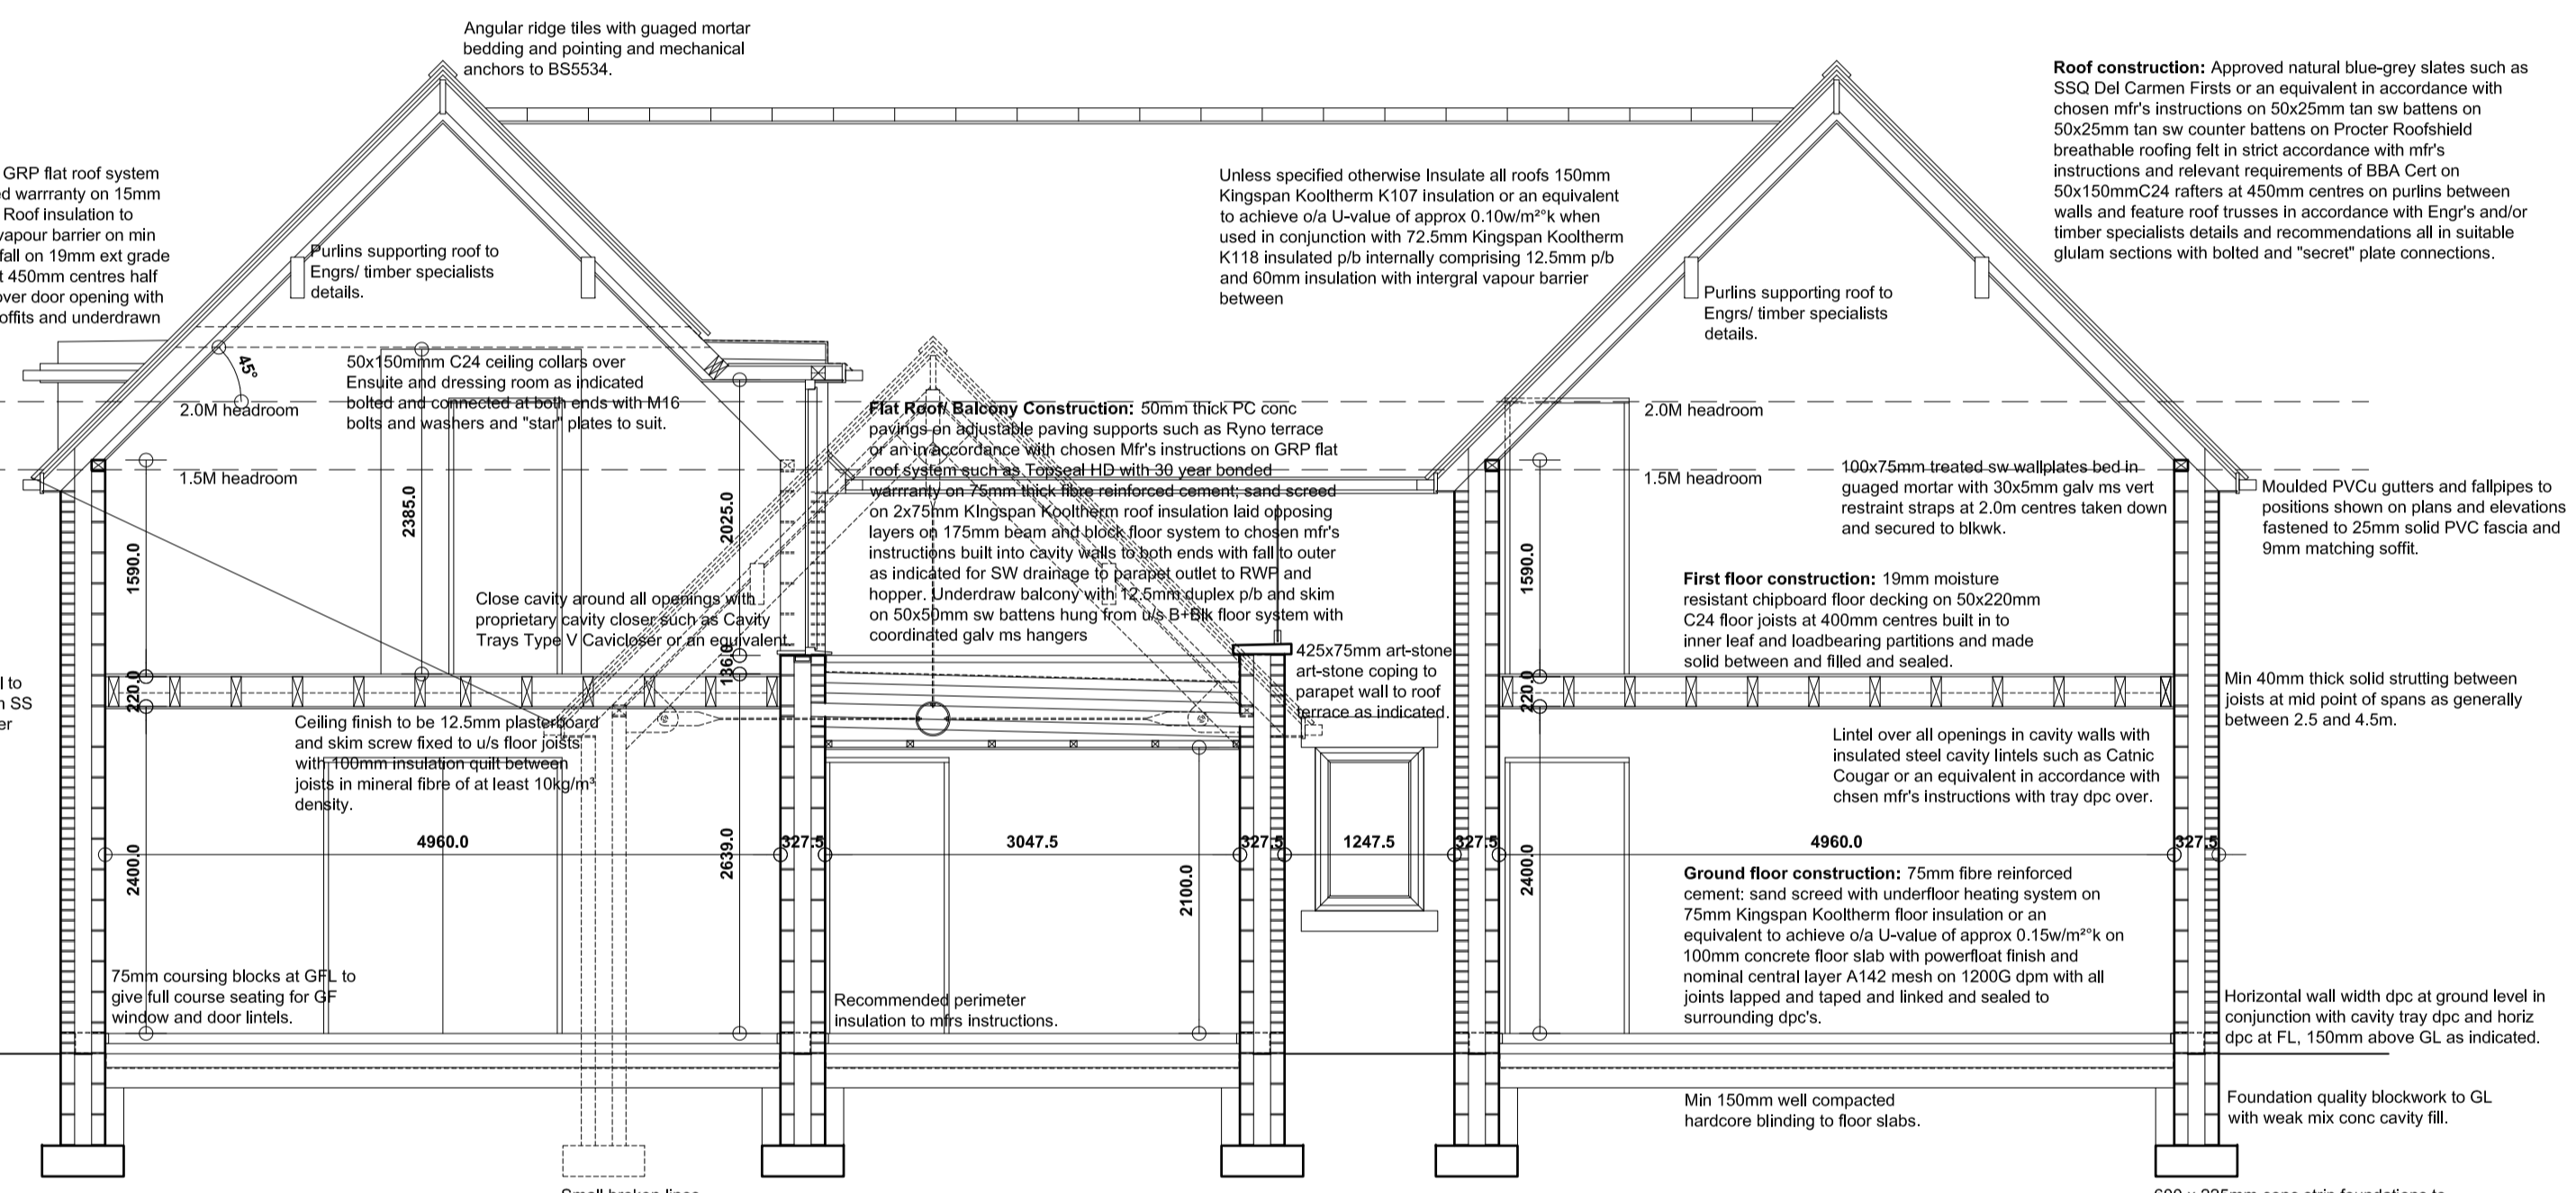 Angular ridge tiles with guaged mortar
bedding and pointing and mechanical
anchors to BS5534.
GRP flat roof system
warrranty on 15mm
Roof insulation to
vapour barrier on min
fall on 19mm ext grade
450mm centres half
over door opening with
and underdrawn
Purlins supporting roof to
Engrs/ timber specialists
details.
45°
50x150mmm C24 ceiling collars over
Ensuite and dressing room as indicated
bolted and connected at both ends with M16
bolts and washers and "star" plates to suit.
2.0M headroom
1.5M headroom
Unless specified otherwise Insulate all roofs 150mm
Kingspan Kooltherm K107 insulation or an equivalent
to achieve o/a U-value of approx 0.10w/m²°k when
used in conjunction with 72.5mm Kingspan Kooltherm
K118 insulated p/b internally comprising 12.5mm p/b
and 60mm insulation with intergral vapour barrier
between
Roof construction: Approved natural blue-grey slates such as
SSQ Del Carmen Firsts or an equivalent in accordance with
chosen mfr's instructions on 50x25mm tan sw battens on
50x25mm tan sw counter battens on Procter Roofshield
breathable roofing felt in strict accordance with mfr's
instructions and relevant requirements of BBA Cert on
50x150mmC24 rafters at 450mm centres on purlins between
walls and feature roof trusses in accordance with Engr's and/or
timber specialists details and recommendations all in suitable
glulam sections with bolted and "secret" plate connections.
Purlins supporting roof to
Engrs/ timber specialists
details.
Flat Roof/ Balcony Construction: 50mm thick PC conc
pavings on adjustable paving supports such as Ryno terrace
or an in accordance with chosen Mfr's instructions on GRP flat
roof system such as Topseal HD with 30 year bonded
warrranty on 75mm thick fibre reinforced cement; sand screed
on 2x75mm KIngspan Kooltherm roof insulation laid opposing
layers on 175mm beam and block floor system to chosen mfr's
instructions built into cavity walls to both ends with fall to outer
as indicated for SW drainage to parapet outlet to RWP and
hopper. Underdraw balcony with 12.5mm duplex p/b and skim
on 50x50mm sw battens hung from u/s B+Blk floor system with
coordinated galv ms hangers
2.0M headroom
1.5M headroom
100x75mm treated sw wallplates bed in
guaged mortar with 30x5mm galv ms vert
restraint straps at 2.0m centres taken down
and secured to blkwk.
Moulded PVCu gutters and fallpipes to
positions shown on plans and elevations
fastened to 25mm solid PVC fascia and
9mm matching soffit.
1590.0
2385.0
2025.0
1590.0
Close cavity around all openings with
proprietary cavity closer such as Cavity
Trays Type V Cavicloser or an equivalent.
First floor construction: 19mm moisture
resistant chipboard floor decking on 50x220mm
C24 floor joists at 400mm centres built in to
inner leaf and loadbearing partitions and made
solid between and filled and sealed.
425x75mm art-stone
art-stone coping to
parapet wall to roof
terrace as indicated.
to
SS
220.0
136.0
220.0
Min 40mm thick solid strutting between
joists at mid point of spans as generally
between 2.5 and 4.5m.
Ceiling finish to be 12.5mm plasterboard
and skim screw fixed to u/s floor joists
with 100mm insulation quilt between
joists in mineral fibre of at least 10kg/m³
density.
Lintel over all openings in cavity walls with
insulated steel cavity lintels such as Catnic
Cougar or an equivalent in accordance with
chsen mfr's instructions with tray dpc over.
4960.0
327.5
3047.5
327.5
1247.5
327.5
4960.0
327.5
2400.0
2639.0
2100.0
2400.0
Ground floor construction: 75mm fibre reinforced
cement: sand screed with underfloor heating system on
75mm Kingspan Kooltherm floor insulation or an
equivalent to achieve o/a U-value of approx 0.15w/m²°k on
100mm concrete floor slab with powerfloat finish and
nominal central layer A142 mesh on 1200G dpm with all
joints lapped and taped and linked and sealed to
surrounding dpc's.
75mm coursing blocks at GFL to
give full course seating for GF
window and door lintels.
Recommended perimeter
insulation to mfrs instructions.
Horizontal wall width dpc at ground level in
conjunction with cavity tray dpc and horiz
dpc at FL, 150mm above GL as indicated.
Min 150mm well compacted
hardcore blinding to floor slabs.
Foundation quality blockwork to GL
with weak mix conc cavity fill.